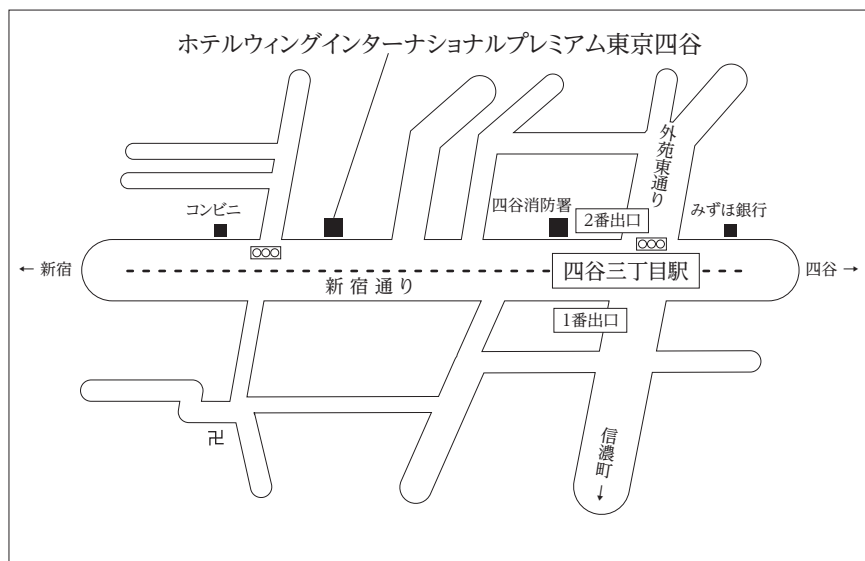 ホテルウィングインターナショナルプレミアム東京四谷
外苑東通り
コンビニ
四谷消防署
2番出口
みずほ銀行
← 新宿
四谷三丁目駅
四谷 →
新宿通り
1番出口
卍
信濃町
↓